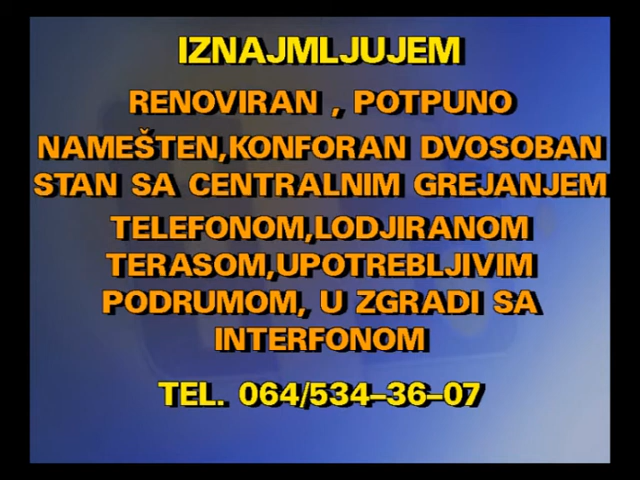 IZNAJMLJUJEM
RENOVIRAN , POTPUNO
NAMEŠTEN,KONFORAN DVOSOBAN
STAN SA CENTRALNIM GREJANJEM
TELEFONOM,LODJIRANOM
TERASOM,UPOTREBLJIVIM
PODRUMOM, U ZGRADI SA
INTERFONOM
TEL. 064/534–36–07